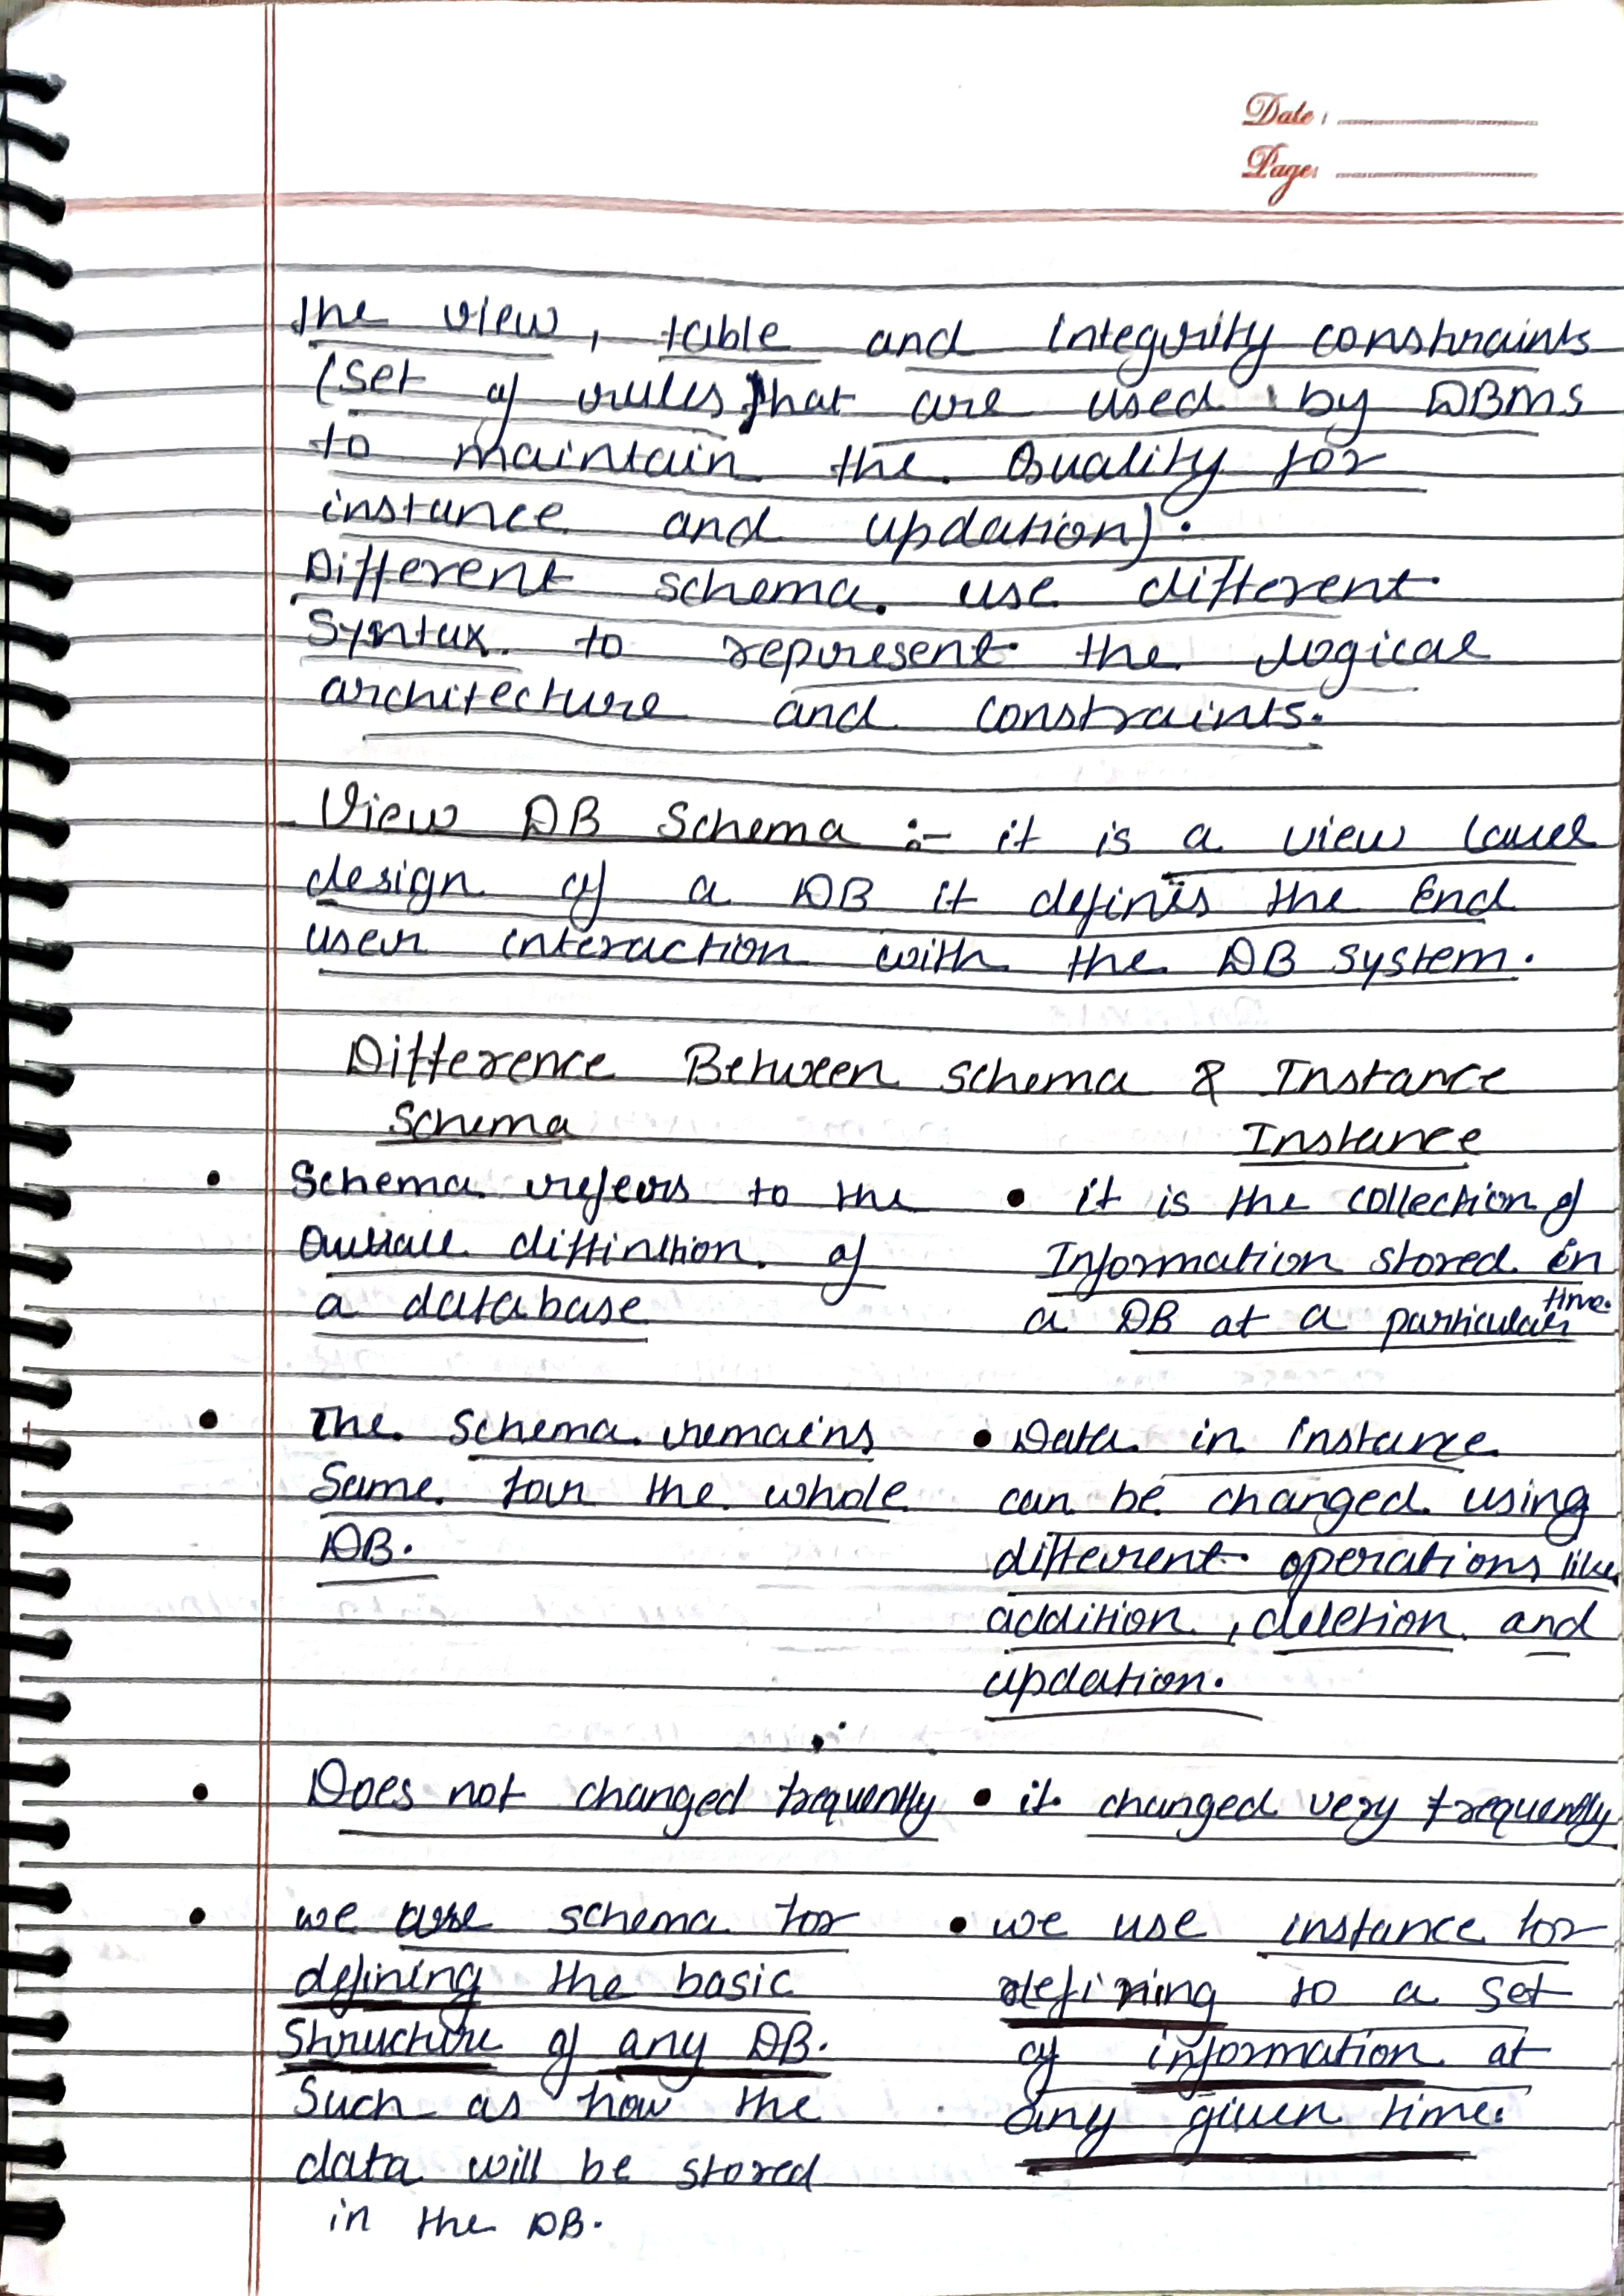 Date :
Page:
the view, table and integrity constraints
(set of rules that are used by DBMS
to maintain the Quality for
instance and updation).
Different schema use different
Syntax to represent the logical
architecture and constraints.
View DB Schema :- it is a view level
design of a DB it defines the End
user interaction with the DB system.
Difference Between schema & Instance
Schema
Instance
• Schema refers to the
overall diffinition of
a database
• it is the collection of
Information stored in
a DB at a particular time.
• The Schema remains
Same for the whole
DB.
• Data in instance
can be changed using
different operations like
addition, deletion and
updation.
• Does not changed frequently
• it changed very frequently
• we use schema for
defining the basic
Structure of any DB.
Such as how the
data will be stored
in the DB.
• we use instance for
defining to a set
of information at
any given time.